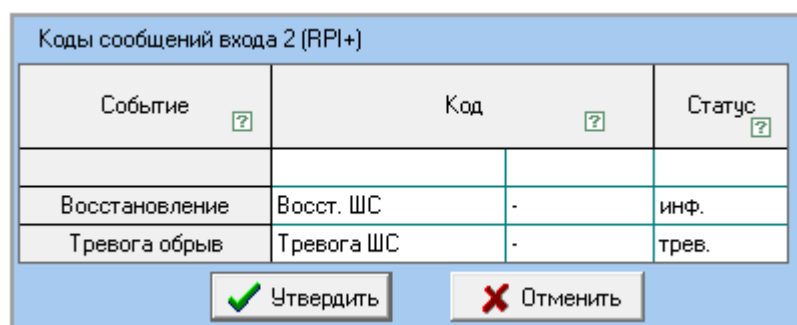 Коды сообщений входа 2 (RPI+)
Событие ? Код ? Статус ?
Восстановление Восст. ШС - инф.
Тревога обрыв Тревога ШС - трев.
Утвердить Отменить